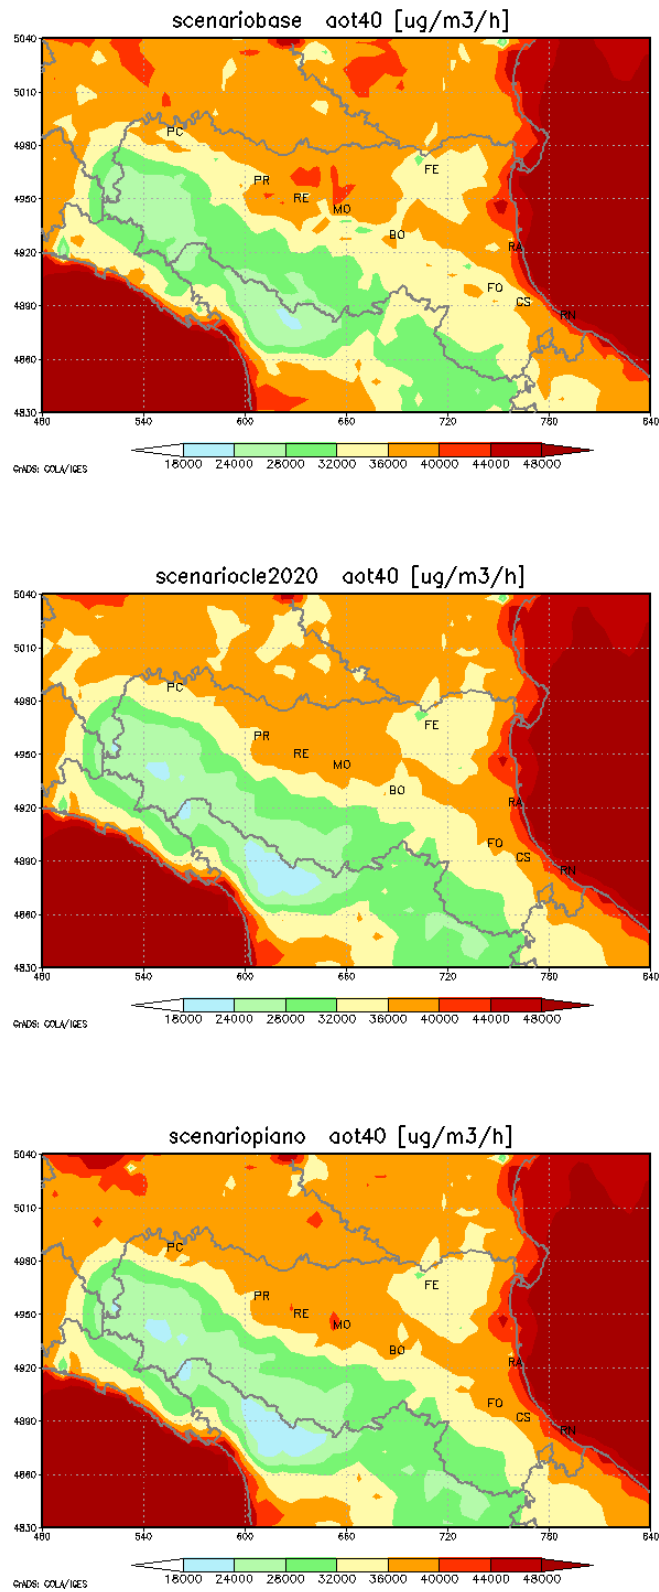 scenariobase aot40 [ug/m3/h]
5040
5010
4980
4950
4920
4890
4860
4830
PC
FE
PR
RE
MO
BO
RA
FO
CS
RN
480 540 600 660 720 780 840
18000 24000 28000 32000 36000 40000 44000 48000
GrADS: COLA/IGES
scenariocle2020 aot40 [ug/m3/h]
5040
5010
4980
4950
4920
4890
4860
4830
PC
FE
PR
RE
MO
BO
RA
FO
CS
RN
480 540 600 660 720 780 840
18000 24000 28000 32000 36000 40000 44000 48000
GrADS: COLA/IGES
scenariopiano aot40 [ug/m3/h]
5040
5010
4980
4950
4920
4890
4860
4830
PC
FE
PR
RE
MO
BO
RA
FO
CS
RN
480 540 600 660 720 780 840
18000 24000 28000 32000 36000 40000 44000 48000
GrADS: COLA/IGES